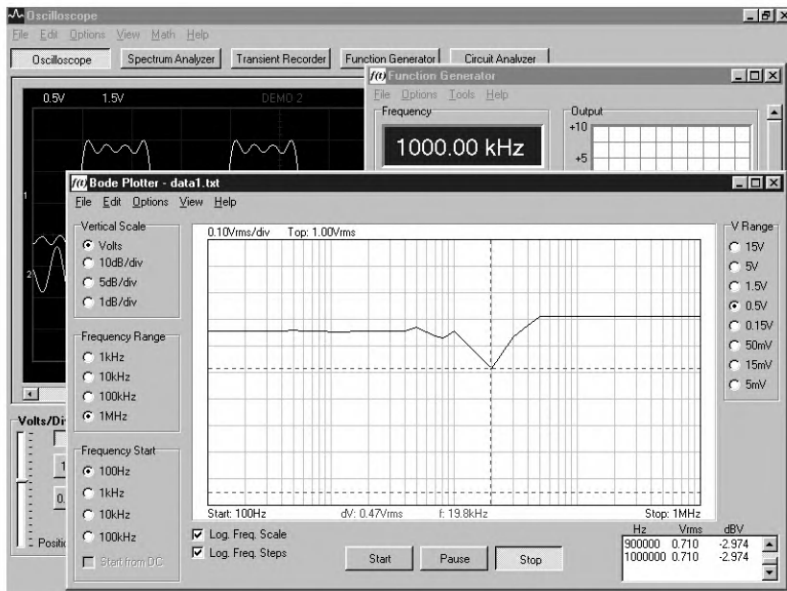 Oscilloscope
File Edit Options View Math Help
Oscilloscope Spectrum Analyzer Transient Recorder Function Generator Circuit Analyzer
0.5V 1.5V DEMO 2
1
2
f(t) Function Generator
File Options Tools Help
Frequency
1000.00 kHz
Output
+10
+5
f(t) Bode Plotter - data1.txt
File Edit Options View Help
Vertical Scale
Volts
10dB/div
5dB/div
1dB/div
Frequency Range
1kHz
10kHz
100kHz
1MHz
Frequency Start
100Hz
1kHz
10kHz
100kHz
Start from DC
0.10Vrms/div Top: 1.00Vrms
Start: 100Hz dV: 0.47Vrms f: 19.8kHz Stop: 1MHz
Log. Freq. Scale
Log. Freq. Steps
Start Pause Stop
V Range
15V
5V
1.5V
0.5V
0.15V
50mV
15mV
5mV
Hz Vrms dBV
900000 0.710 -2.974
1000000 0.710 -2.974